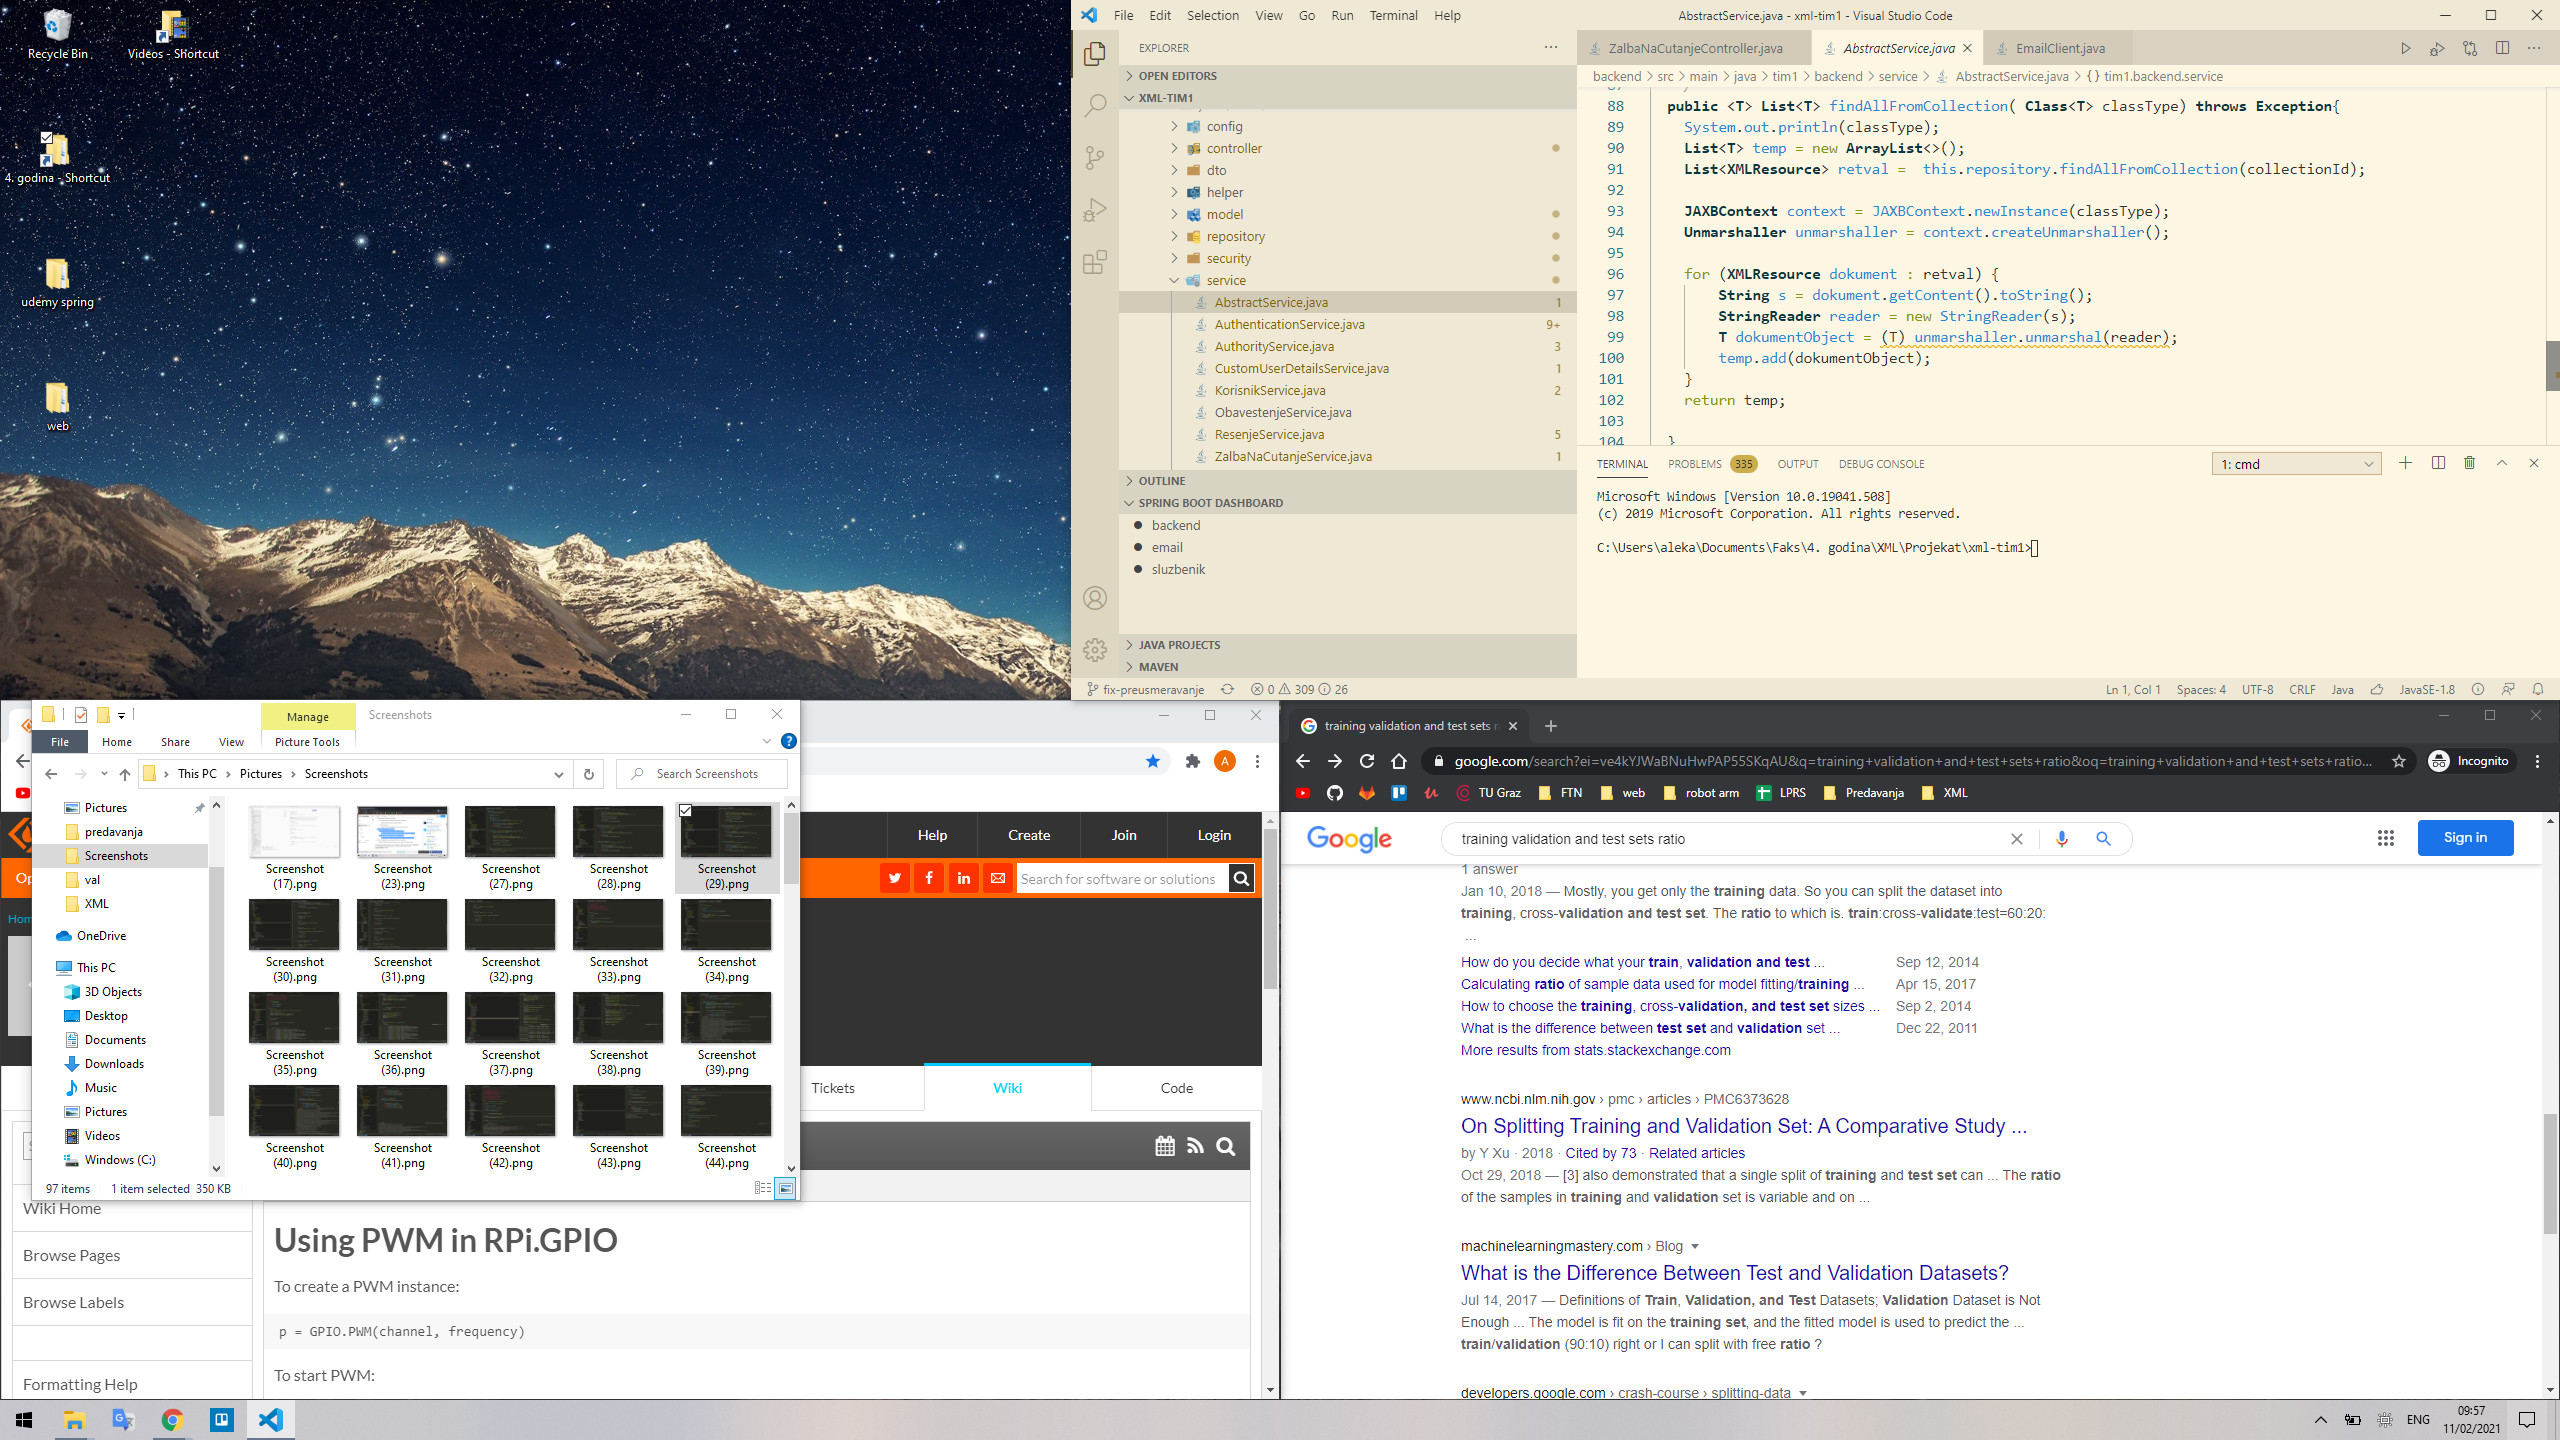 Recycle Bin
Videos - Shortcut
4. godina - Shortcut
udemy spring
web
File Edit Selection View Go Run Terminal Help
AbstractService.java - xml-tim1 - Visual Studio Code
EXPLORER
OPEN EDITORS
XML-TIM1
config
controller
dto
helper
model
repository
security
service
AbstractService.java 1
AuthenticationService.java 9+
AuthorityService.java 3
CustomUserDetailsService.java 1
KorisnikService.java 2
ObavestenjeService.java
ResenjeService.java 5
ZalbaNaCutanjeService.java 1
OUTLINE
SPRING BOOT DASHBOARD
backend
email
sluzbenik
JAVA PROJECTS
MAVEN
ZalbaNaCutanjeController.java
AbstractService.java
EmailClient.java
backend > src > main > java > tim1 > backend > service > AbstractService.java > {} tim1.backend.service
88 public <T> List<T> findAllFromCollection( Class<T> classType) throws Exception{
89 System.out.println(classType);
90 List<T> temp = new ArrayList<>();
91 List<XMLResource> retval =  this.repository.findAllFromCollection(collectionId);
92
93 JAXBContext context = JAXBContext.newInstance(classType);
94 Unmarshaller unmarshaller = context.createUnmarshaller();
95
96 for (XMLResource dokument : retval) {
97 String s = dokument.getContent().toString();
98 StringReader reader = new StringReader(s);
99 T dokumentObject = (T) unmarshaller.unmarshal(reader);
100 temp.add(dokumentObject);
101 }
102 return temp;
103
104 }
TERMINAL PROBLEMS 335 OUTPUT DEBUG CONSOLE
1: cmd
Microsoft Windows [Version 10.0.19041.508]
(c) 2019 Microsoft Corporation. All rights reserved.
C:\Users\aleka\Documents\Faks\4. godina\XML\Projekat\xml-tim1>
fix-preusmeravanje 0 309 26
Ln 1, Col 1 Spaces: 4 UTF-8 CRLF Java JavaSE-1.8
Manage Screenshots
File Home Share View Picture Tools
This PC > Pictures > Screenshots
Search Screenshots
Pictures
predavanja
Screenshots
val
XML
OneDrive
This PC
3D Objects
Desktop
Documents
Downloads
Music
Pictures
Videos
Windows (C:)
Screenshot (17).png
Screenshot (23).png
Screenshot (27).png
Screenshot (28).png
Screenshot (29).png
Screenshot (30).png
Screenshot (31).png
Screenshot (32).png
Screenshot (33).png
Screenshot (34).png
Screenshot (35).png
Screenshot (36).png
Screenshot (37).png
Screenshot (38).png
Screenshot (39).png
Screenshot (40).png
Screenshot (41).png
Screenshot (42).png
Screenshot (43).png
Screenshot (44).png
97 items 1 item selected 350 KB
A
Help Create Join Login
Search for software or solutions
Tickets Wiki Code
Wiki Home
Browse Pages
Browse Labels
Formatting Help
Using PWM in RPi.GPIO
To create a PWM instance:
p = GPIO.PWM(channel, frequency)
To start PWM:
training validation and test sets r
google.com/search?ei=ve4kYJWaBNuHwPAP55SKqAU&q=training+validation+and+test+sets+ratio&oq=training+validation+and+test+sets+ratio...
Incognito
TU Graz FTN web robot arm LPRS Predavanja XML
Google
training validation and test sets ratio
Sign in
1 answer
Jan 10, 2018 — Mostly, you get only the training data. So you can split the dataset into
training, cross-validation and test set. The ratio to which is. train:cross-validate:test=60:20:
...
How do you decide what your train, validation and test ... Sep 12, 2014
Calculating ratio of sample data used for model fitting/training ... Apr 15, 2017
How to choose the training, cross-validation, and test set sizes ... Sep 2, 2014
What is the difference between test set and validation set ... Dec 22, 2011
More results from stats.stackexchange.com
www.ncbi.nlm.nih.gov › pmc › articles › PMC6373628
On Splitting Training and Validation Set: A Comparative Study ...
by Y Xu · 2018 · Cited by 73 · Related articles
Oct 29, 2018 — [3] also demonstrated that a single split of training and test set can ... The ratio
of the samples in training and validation set is variable and on ...
machinelearningmastery.com › Blog
What is the Difference Between Test and Validation Datasets?
Jul 14, 2017 — Definitions of Train, Validation, and Test Datasets; Validation Dataset is Not
Enough ... The model is fit on the training set, and the fitted model is used to predict the ...
train/validation (90:10) right or I can split with free ratio ?
developers.google.com › crash-course › splitting-data
ENG
09:57
11/02/2021